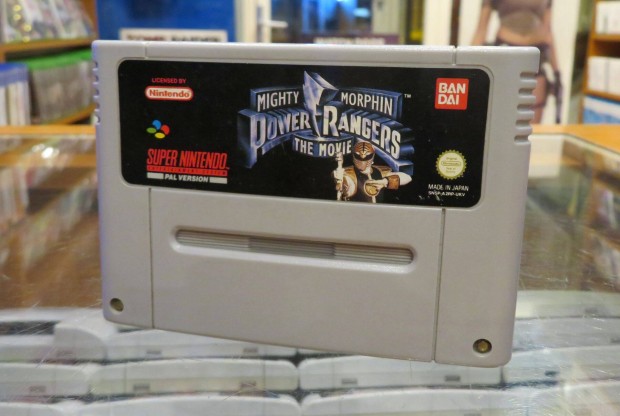 LICENSED BY
Nintendo
SUPER NINTENDO
ENTERTAINMENT SYSTEM
PAL VERSION
MIGHTY MORPHIN
POWER RANGERS
THE MOVIE
TM
BAN
DAI
MADE IN JAPAN